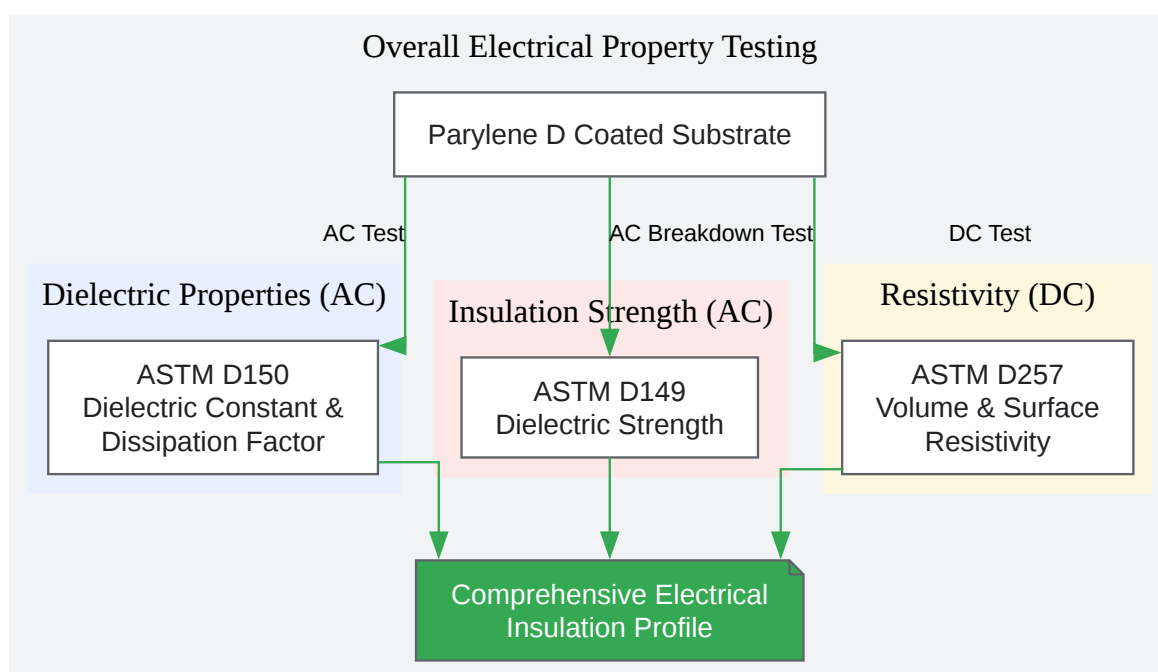 Overall Electrical Property Testing
Parylene D Coated Substrate
AC Test
AC Breakdown Test
DC Test
Dielectric Properties (AC)
Insulation Strength (AC)
Resistivity (DC)
ASTM D150
Dielectric Constant &
Dissipation Factor
ASTM D149
Dielectric Strength
ASTM D257
Volume & Surface
Resistivity
Comprehensive Electrical
Insulation Profile